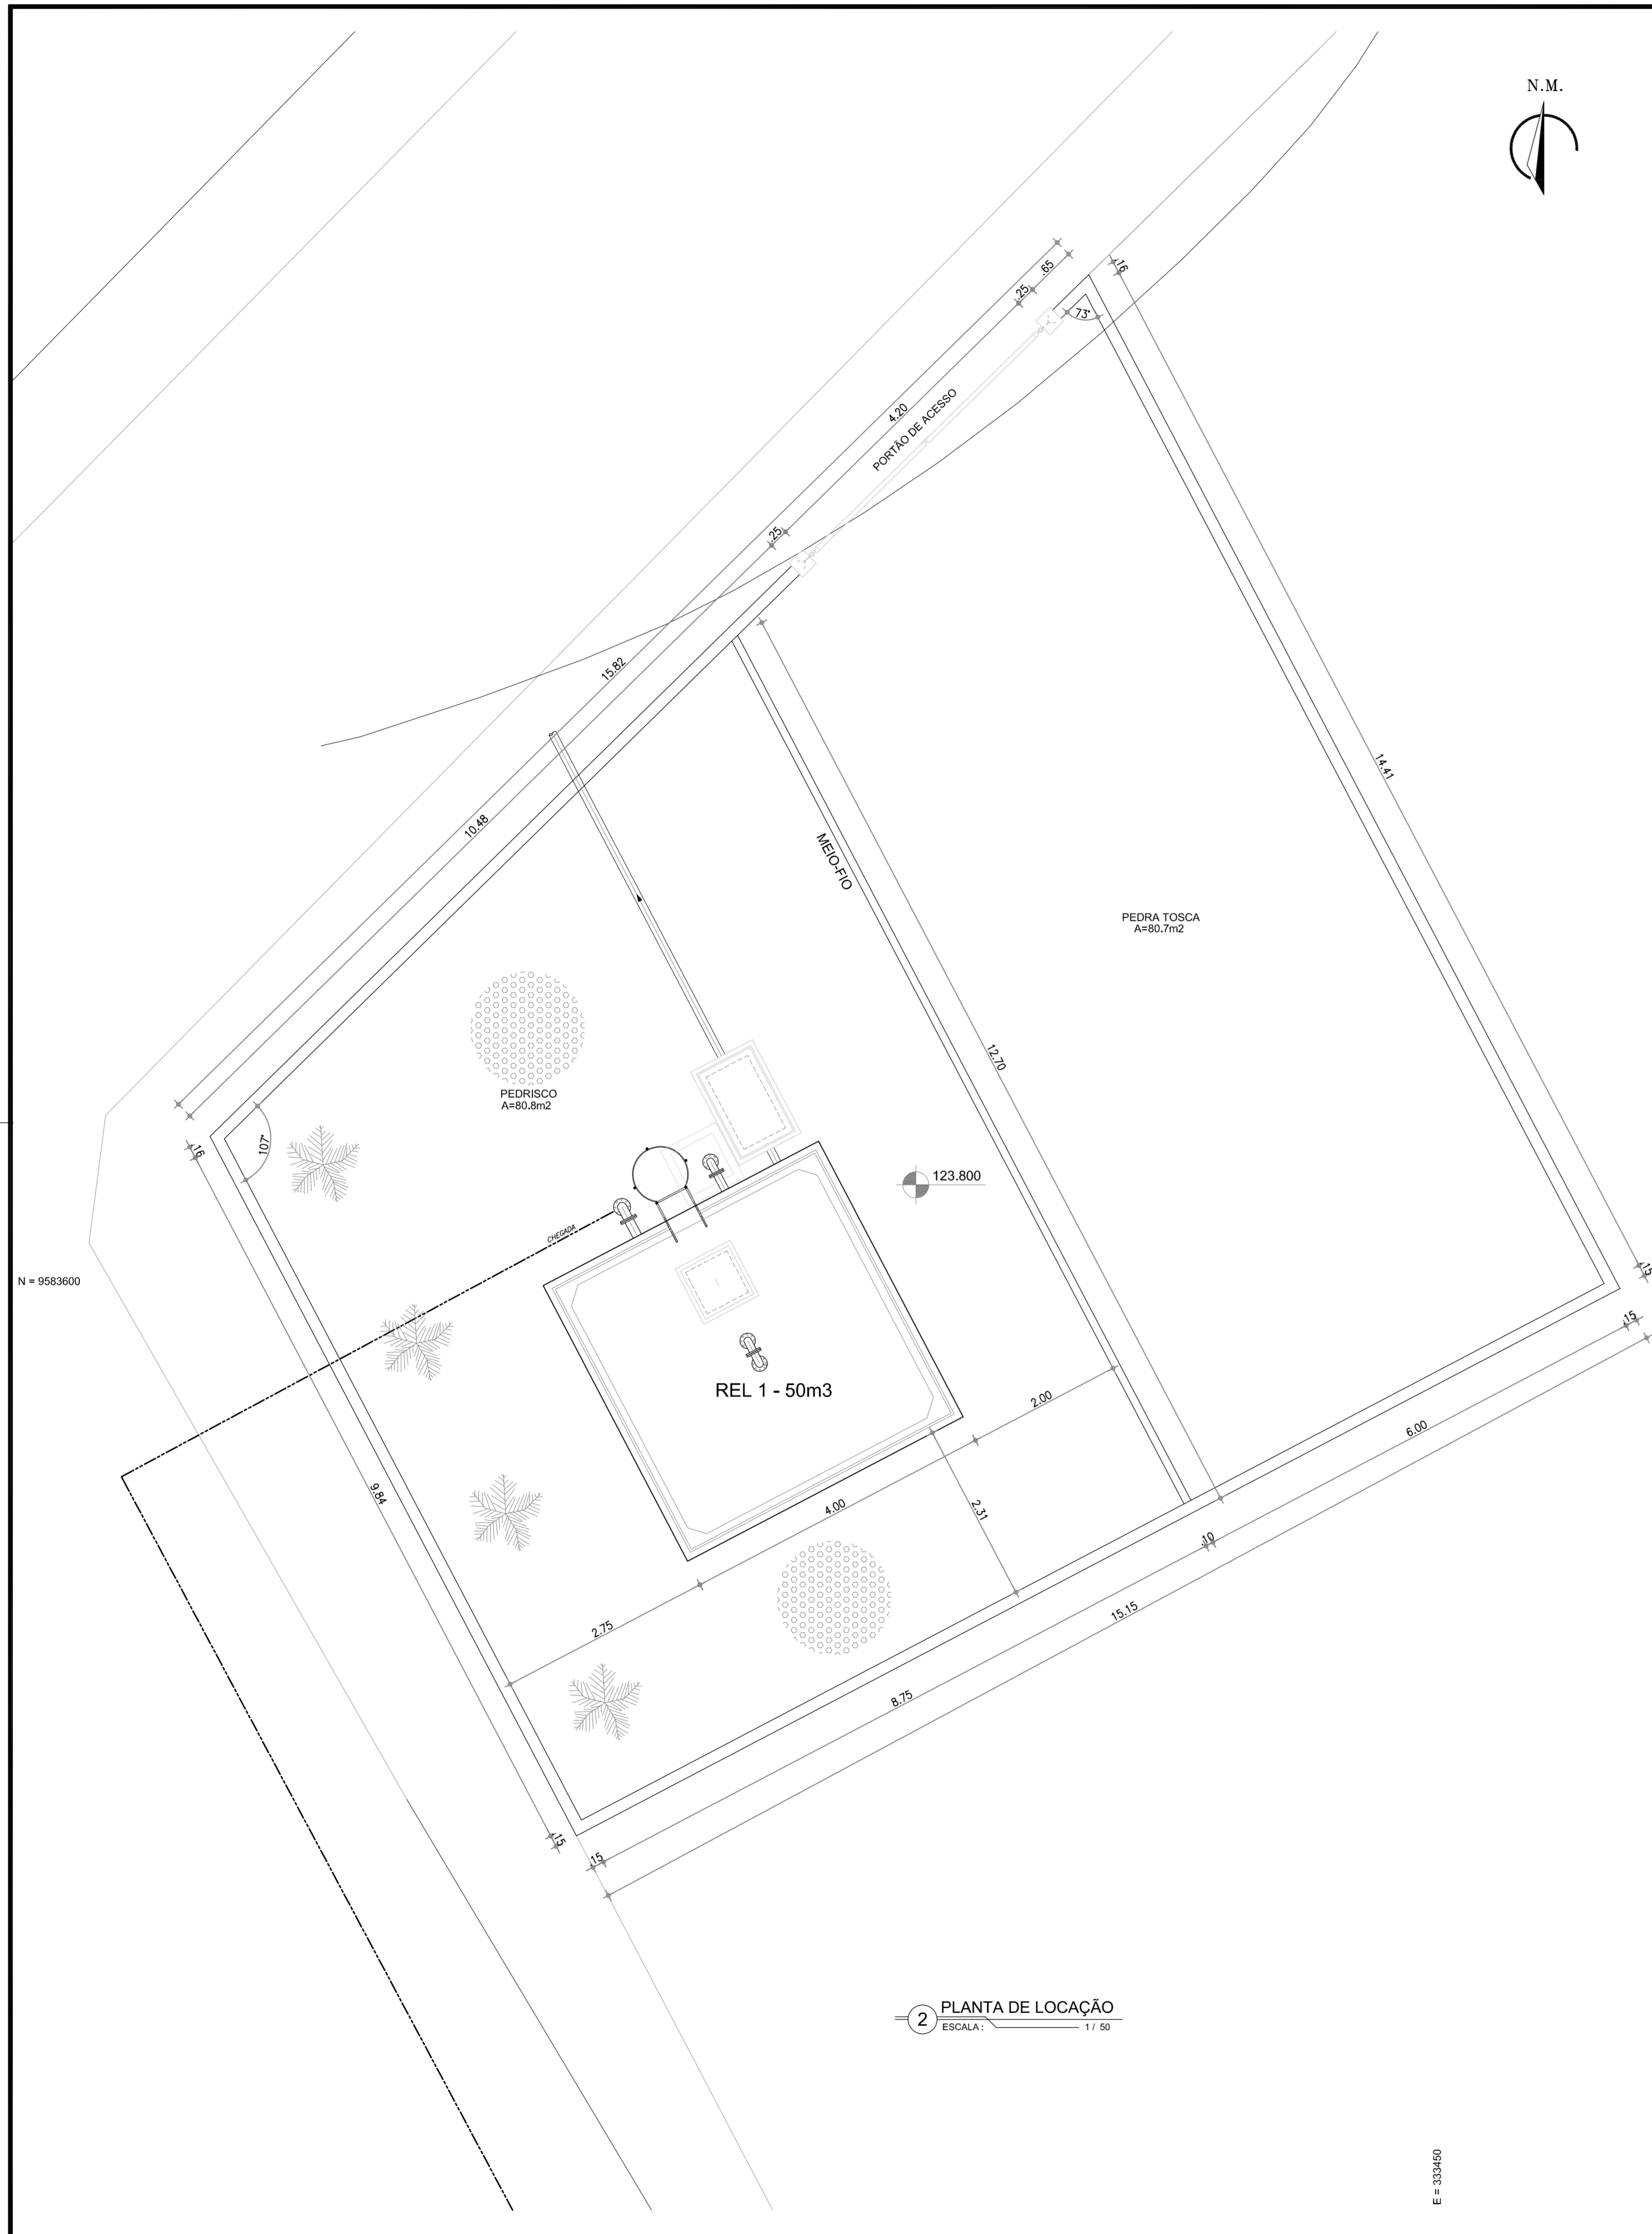 N.M.
.16
.65
.25
73°
4.20
PORTÃO DE ACESSO
.25
15.82
10.48
14.41
MEIO-FIO
PEDRA TOSCA
A=80.7m2
12.70
PEDRISCO
A=80.8m2
107°
.16
123.800
CHEGADA
N = 9583600
.15
.15
REL 1 - 50m3
2.00
6.00
9.84
4.00
2.31
.10
2.75
15.15
8.75
.15
.15
2
PLANTA DE LOCAÇÃO
ESCALA :
1 / 50
E = 333450